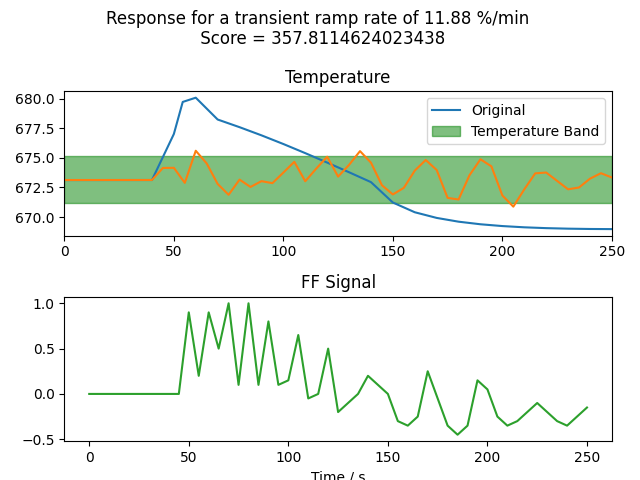 Response for a transient ramp rate of 11.88 %/min
Score = 357.8114624023438
Temperature
680.0
677.5
675.0
672.5
670.0
Original
Temperature Band
0 50 100 150 200 250
FF Signal
1.0
0.5
0.0
−0.5
0 50 100 150 200 250
Time / s